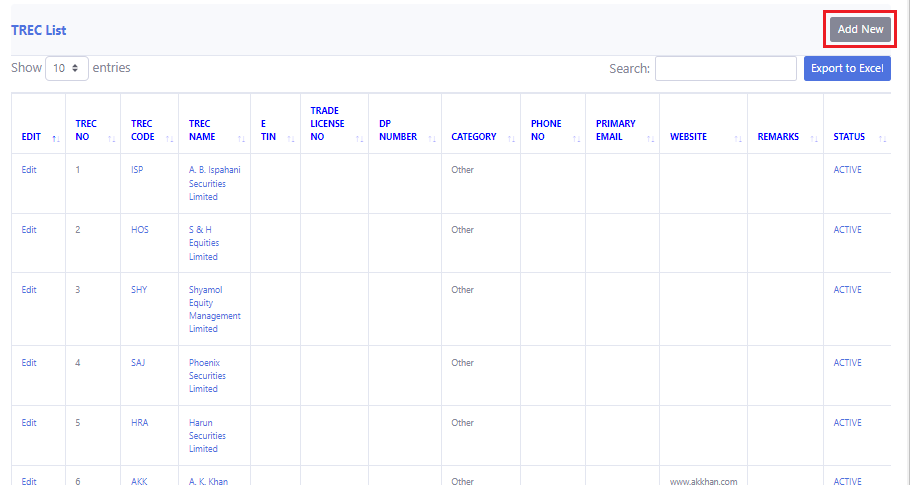 TREC List
Add New
Show 10 entries
Search:
Export to Excel
EDIT TREC NO TREC CODE TREC NAME E TIN TRADE LICENSE NO DP NUMBER CATEGORY PHONE NO PRIMARY EMAIL WEBSITE REMARKS STATUS
Edit 1 ISP A. B. Ispahani Other ACTIVE
Securities
Limited
Edit 2 HOS S & H Other ACTIVE
Equities
Limited
Edit 3 SHY Shyamol Other ACTIVE
Equity
Management
Limited
Edit 4 SAJ Phoenix Other ACTIVE
Securities
Limited
Edit 5 HRA Harun Other ACTIVE
Securities
Limited
Edit 6 AKK A. K. Khan Other www.akkhan.com ACTIVE